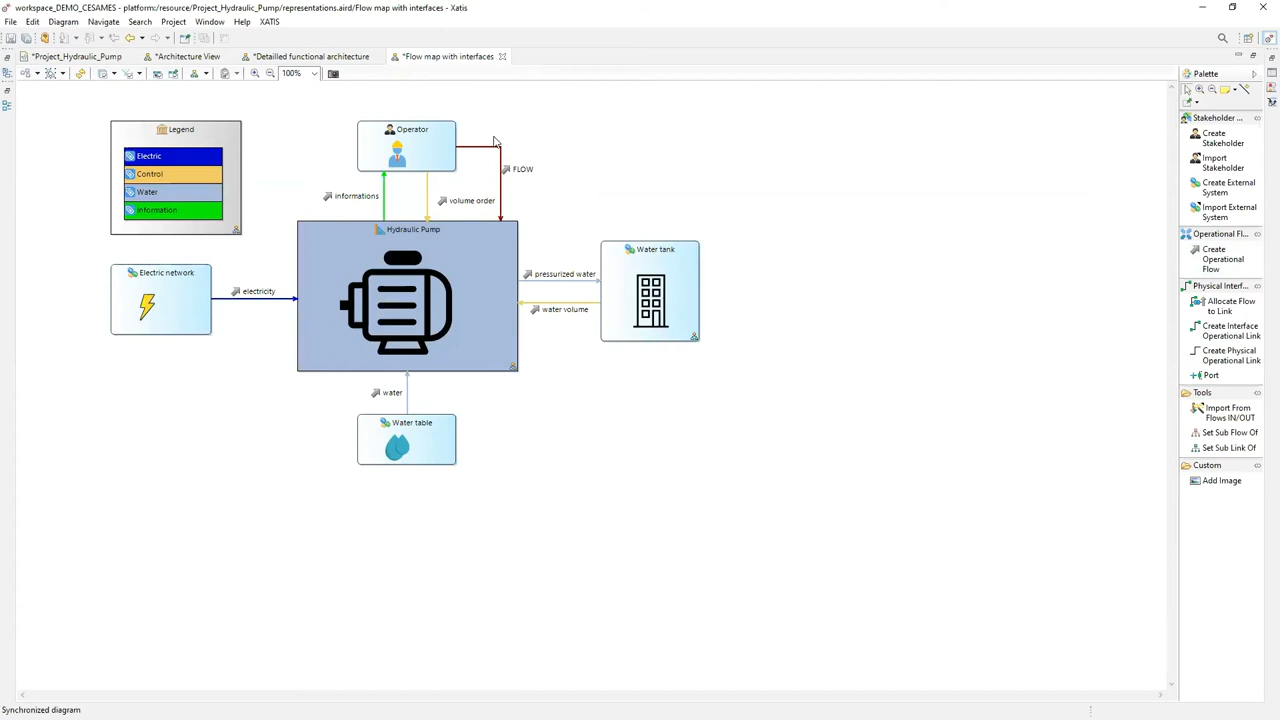 workspace_DEMO_CESAMES - platform:/resource/Project_Hydraulic_Pump/representations.aird/Flow map with interfaces - Xatis
File Edit Diagram Navigate Search Project Window Help XATIS
*Project_Hydraulic_Pump *Architecture View *Detailled functional architecture *Flow map with interfaces
100%
Palette
Legend
Electric
Control
Water
Information
Operator
FLOW
informations
volume order
Hydraulic Pump
Water tank
Electric network
electricity
pressurized water
water volume
water
Water table
Stakeholder ...
Create
Stakeholder
Import
Stakeholder
Create External
System
Import External
System
Operational Fl...
Create
Operational
Flow
Physical Interf...
Allocate Flow
to Link
Create Interface
Operational Link
Create Physical
Operational Link
Port
Tools
Import From
Flows IN/OUT
Set Sub Flow Of
Set Sub Link Of
Custom
Add Image
Synchronized diagram